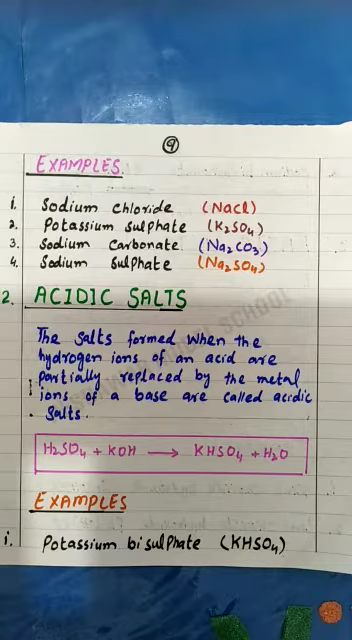 9
EXAMPLES.
1. Sodium chloride (NaCl)
2. Potassium sulphate (K₂SO₄)
3. Sodium carbonate (Na₂CO₃)
4. Sodium sulphate (Na₂SO₄)
2. ACIDIC SALTS
The salts formed when the
hydrogen ions of an acid are
partially replaced by the metal
ions of a base are called acidic
salts.
H₂SO₄ + KOH ⟶ KHSO₄ + H₂O
EXAMPLES
1. Potassium bisulphate (KHSO₄)